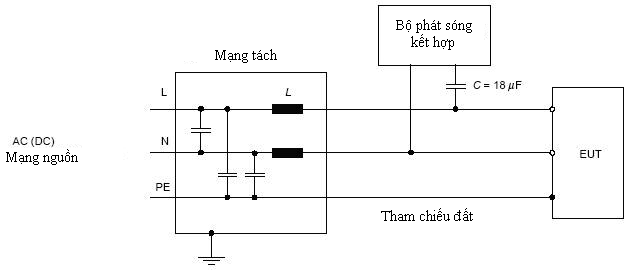 Bộ phát sóng
kết hợp
Mạng tách
C = 18 µF
L
L
AC (DC)
Mạng nguồn
N
EUT
PE
Tham chiếu đất